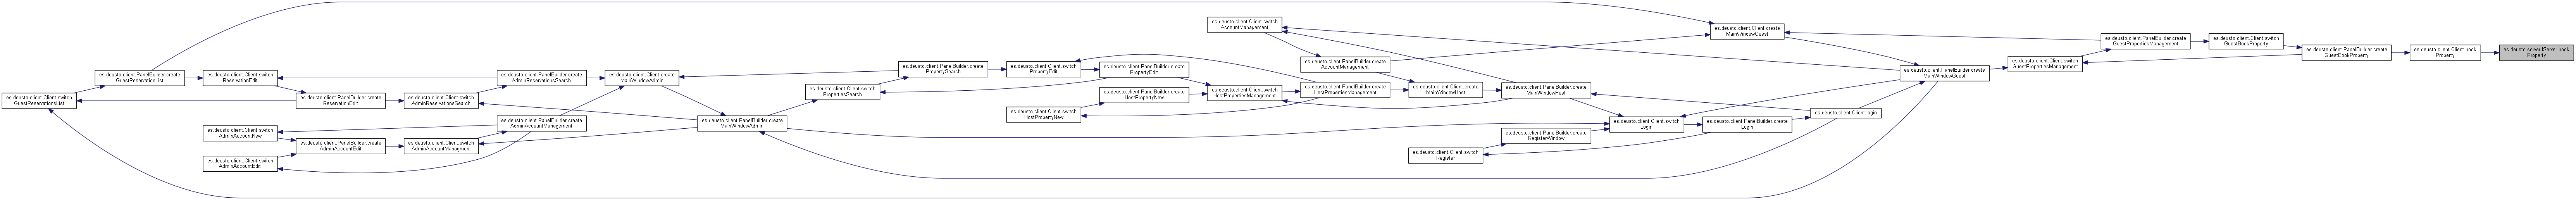 es.deusto.client.Client.switch
GuestReservationsList
es.deusto.client.PanelBuilder.create
GuestReservationList
es.deusto.client.Client.switch
ReservationEdit
es.deusto.client.Client.switch
AdminAccountNew
es.deusto.client.Client.switch
AdminAccountEdit
es.deusto.client.PanelBuilder.create
ReservationEdit
es.deusto.client.PanelBuilder.create
AdminAccountEdit
es.deusto.client.Client.switch
AdminReservationsSearch
es.deusto.client.Client.switch
AdminAccountManagment
es.deusto.client.PanelBuilder.create
AdminReservationsSearch
es.deusto.client.PanelBuilder.create
AdminAccountManagement
es.deusto.client.Client.create
MainWindowAdmin
es.deusto.client.PanelBuilder.create
MainWindowAdmin
es.deusto.client.Client.switch
PropertiesSearch
es.deusto.client.PanelBuilder.create
PropertySearch
es.deusto.client.Client.switch
PropertyEdit
es.deusto.client.Client.switch
HostPropertyNew
es.deusto.client.PanelBuilder.create
PropertyEdit
es.deusto.client.PanelBuilder.create
HostPropertyNew
es.deusto.client.Client.switch
AccountManagement
es.deusto.client.Client.switch
HostPropertiesManagement
es.deusto.client.PanelBuilder.create
AccountManagement
es.deusto.client.PanelBuilder.create
HostPropertiesManagement
es.deusto.client.Client.create
MainWindowHost
es.deusto.client.Client.switch
Register
es.deusto.client.PanelBuilder.create
MainWindowHost
es.deusto.client.PanelBuilder.create
RegisterWindow
es.deusto.client.Client.switch
Login
es.deusto.client.Client.create
MainWindowGuest
es.deusto.client.PanelBuilder.create
Login
es.deusto.client.Client.login
es.deusto.client.PanelBuilder.create
MainWindowGuest
es.deusto.client.Client.switch
GuestPropertiesManagement
es.deusto.client.PanelBuilder.create
GuestPropertiesManagement
es.deusto.client.Client.switch
GuestBookProperty
es.deusto.client.PanelBuilder.create
GuestBookProperty
es.deusto.client.Client.book
Property
es.deusto.server.IServer.book
Property